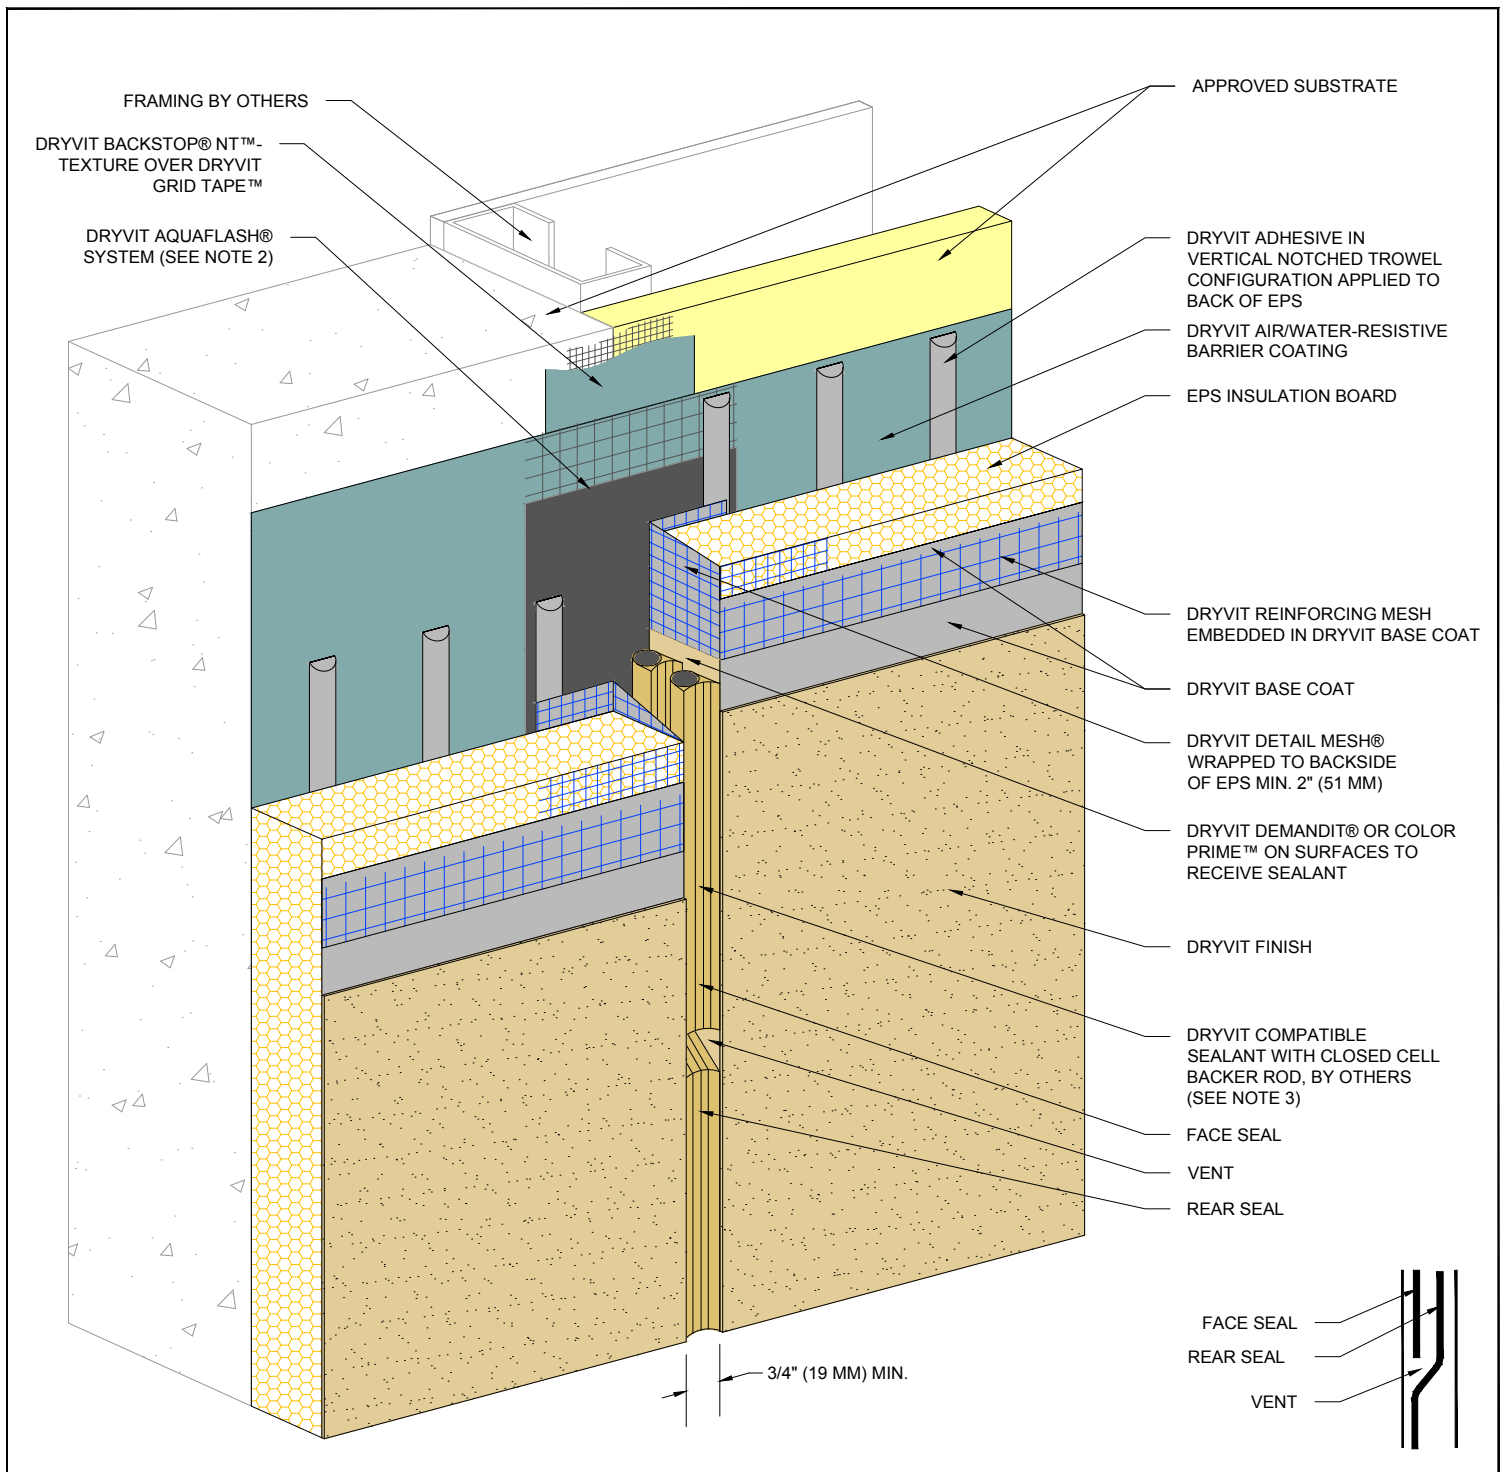 FRAMING BY OTHERS
DRYVIT BACKSTOP® NT™-
TEXTURE OVER DRYVIT
GRID TAPE™
DRYVIT AQUAFLASH®
SYSTEM (SEE NOTE 2)
APPROVED SUBSTRATE
DRYVIT ADHESIVE IN
VERTICAL NOTCHED TROWEL
CONFIGURATION APPLIED TO
BACK OF EPS
DRYVIT AIR/WATER-RESISTIVE
BARRIER COATING
EPS INSULATION BOARD
DRYVIT REINFORCING MESH
EMBEDDED IN DRYVIT BASE COAT
DRYVIT BASE COAT
DRYVIT DETAIL MESH®
WRAPPED TO BACKSIDE
OF EPS MIN. 2" (51 MM)
DRYVIT DEMANDIT® OR COLOR
PRIME™ ON SURFACES TO
RECEIVE SEALANT
DRYVIT FINISH
DRYVIT COMPATIBLE
SEALANT WITH CLOSED CELL
BACKER ROD, BY OTHERS
(SEE NOTE 3)
FACE SEAL
VENT
REAR SEAL
3/4" (19 MM) MIN.
FACE SEAL
REAR SEAL
VENT